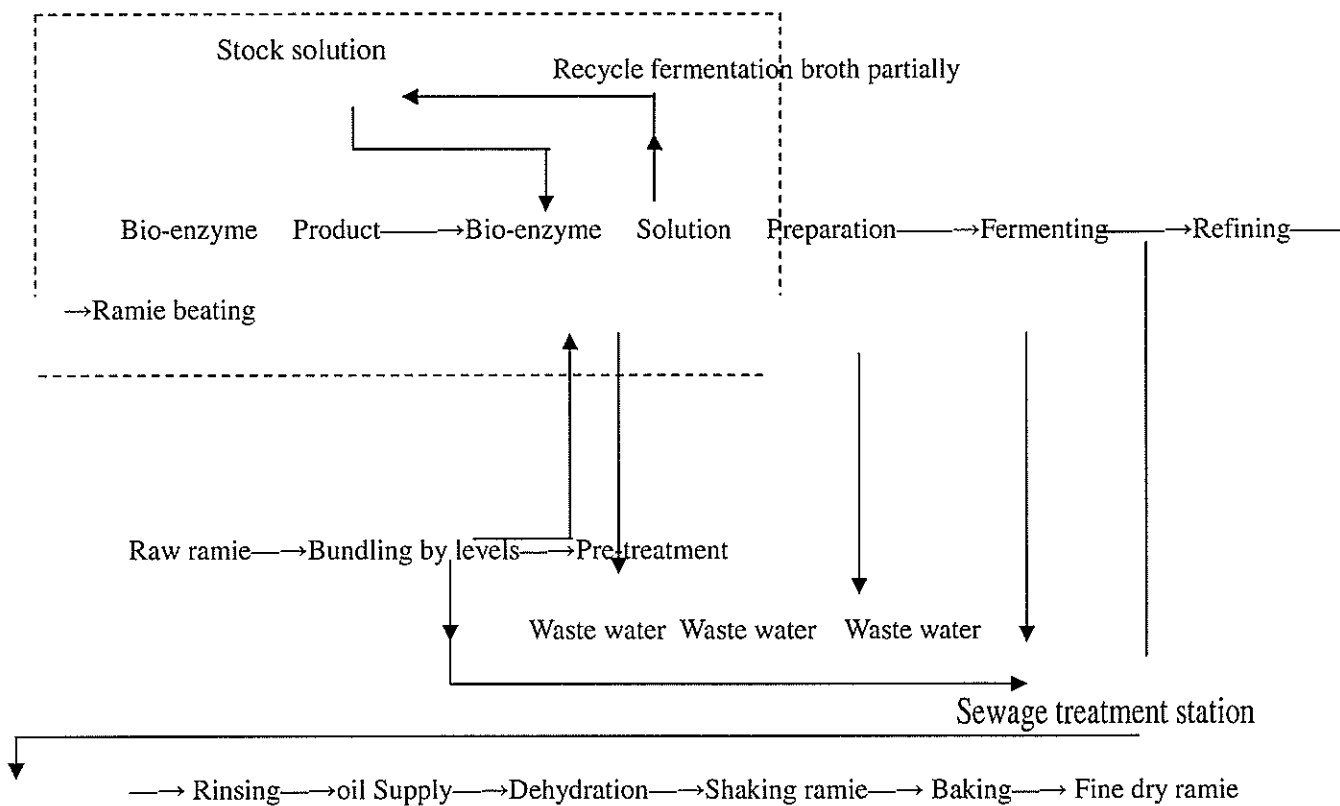 Stock solution
Recycle fermentation broth partially
Bio-enzyme Product——→Bio-enzyme Solution Preparation——→Fermenting——→Refining——
→Ramie beating
Raw ramie—→Bundling by levels—→Pre-treatment
Waste water Waste water Waste water
Sewage treatment station
—→ Rinsing—→oil Supply—→Dehydration—→Shaking ramie—→ Baking—→ Fine dry ramie